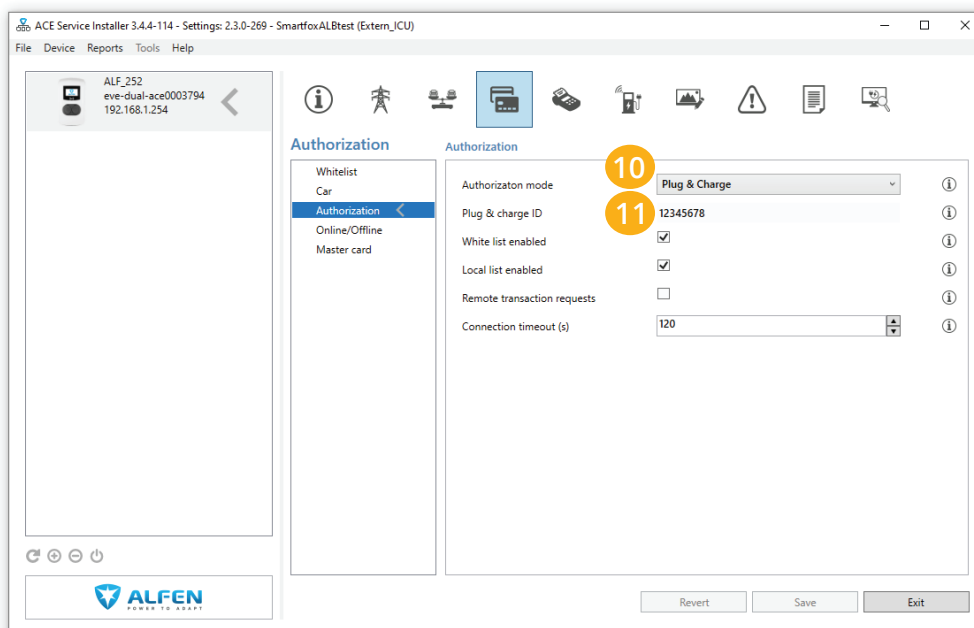 ACE Service Installer 3.4.4-114 - Settings: 2.3.0-269 - SmartfoxALBtest (Extern_ICU)
File Device Reports Tools Help
ALF_252
eve-dual-ace0003794
192.168.1.254
Authorization
Whitelist
Car
Authorization
Online/Offline
Master card
Authorization
10
Authorizaton mode
Plug & Charge
11
Plug & charge ID
12345678
White list enabled
Local list enabled
Remote transaction requests
Connection timeout (s)
120
ALFEN
POWER TO ADAPT
Revert
Save
Exit